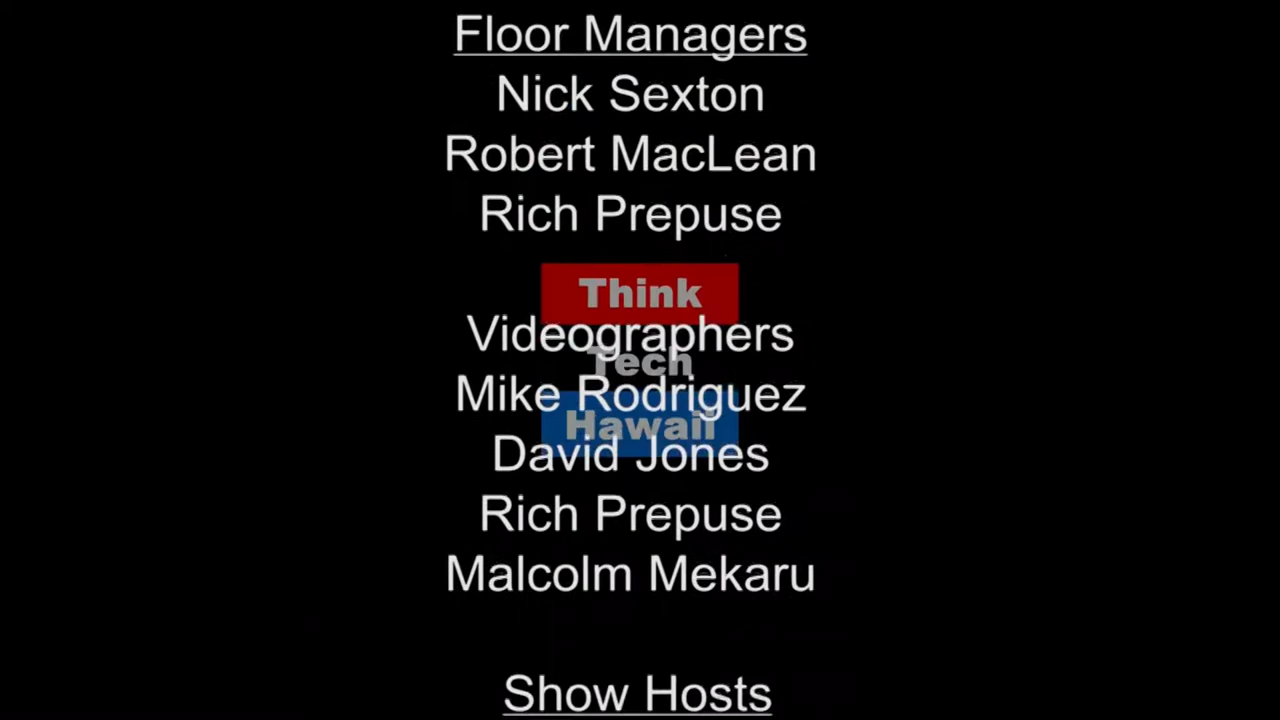 Floor Managers
Nick Sexton
Robert MacLean
Rich Prepuse
Think
Videographers
Tech
Mike Rodriguez
Hawaii
David Jones
Rich Prepuse
Malcolm Mekaru
Show Hosts